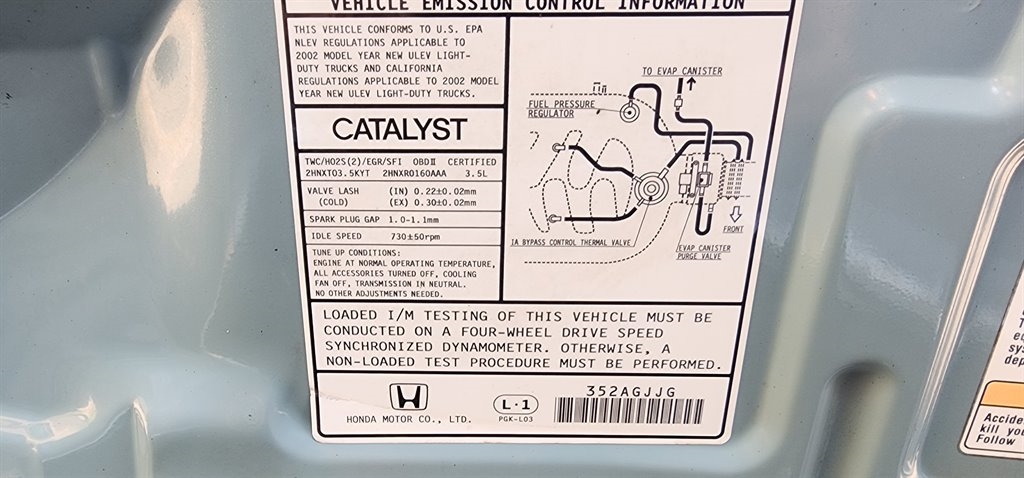 VEHICLE EMISSION CONTROL INFORMATION
THIS VEHICLE CONFORMS TO U.S. EPA
NLEV REGULATIONS APPLICABLE TO
2002 MODEL YEAR NEW ULEV LIGHT-
DUTY TRUCKS AND CALIFORNIA
REGULATIONS APPLICABLE TO 2002 MODEL
YEAR NEW ULEV LIGHT-DUTY TRUCKS.
CATALYST
TWC/HO2S(2)/EGR/SFI OBDⅡ CERTIFIED
2HNXT03.5KYT 2HNXR0160AAA 3.5L
VALVE LASH (IN) 0.22±0.02mm
(COLD) (EX) 0.30±0.02mm
SPARK PLUG GAP 1.0-1.1mm
IDLE SPEED 730±50rpm
TUNE UP CONDITIONS:
ENGINE AT NORMAL OPERATING TEMPERATURE,
ALL ACCESSORIES TURNED OFF, COOLING
FAN OFF, TRANSMISSION IN NEUTRAL.
NO OTHER ADJUSTMENTS NEEDED.
TO EVAP CANISTER
FUEL PRESSURE
REGULATOR
FRONT
IA BYPASS CONTROL THERMAL VALVE
EVAP CANISTER
PURGE VALVE
LOADED I/M TESTING OF THIS VEHICLE MUST BE
CONDUCTED ON A FOUR-WHEEL DRIVE SPEED
SYNCHRONIZED DYNAMOMETER. OTHERWISE, A
NON-LOADED TEST PROCEDURE MUST BE PERFORMED.
HONDA MOTOR CO., LTD.
L·1
PGK-L03
352AGJJG
sys
dep
Accide
kill you
Follow